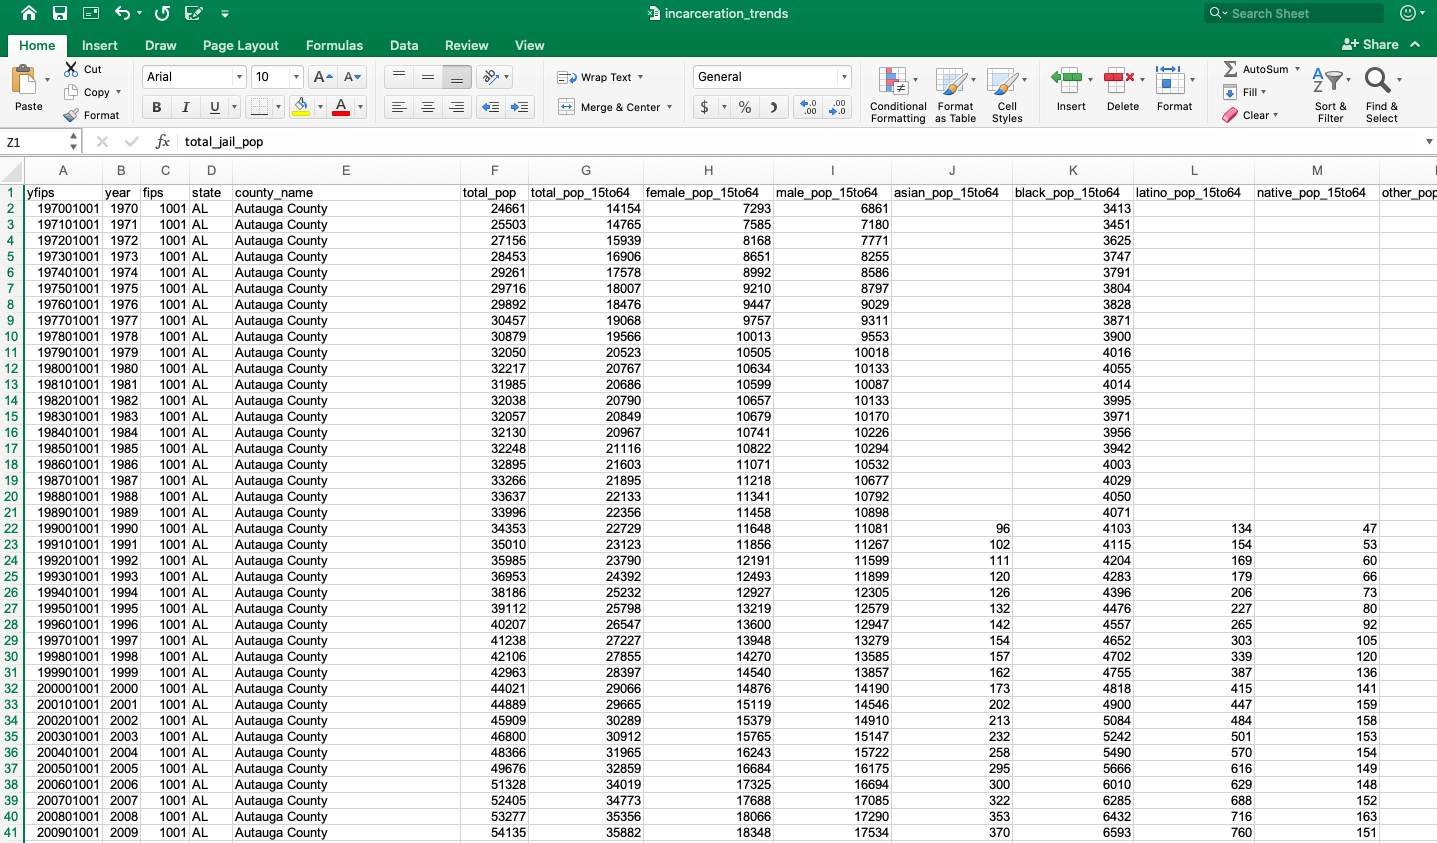 incarceration_trends
Search Sheet
Home Insert Draw Page Layout Formulas Data Review View
Share
Paste
Cut
Copy
Format
Arial 10
B I U
Wrap Text
Merge & Center
General
$ % )
Conditional Formatting
Format as Table
Cell Styles
Insert
Delete
Format
AutoSum
Fill
Clear
Sort & Filter
Find & Select
Z1 fx total_jail_pop
A B C D E F G H I J K L M
1 yfips year fips state county_name total_pop total_pop_15to64 female_pop_15to64 male_pop_15to64 asian_pop_15to64 black_pop_15to64 latino_pop_15to64 native_pop_15to64 other_pop
2 197001001 1970 1001 AL Autauga County 24661 14154 7293 6861 3413
3 197101001 1971 1001 AL Autauga County 25503 14765 7585 7180 3451
4 197201001 1972 1001 AL Autauga County 27156 15939 8168 7771 3625
5 197301001 1973 1001 AL Autauga County 28453 16906 8651 8255 3747
6 197401001 1974 1001 AL Autauga County 29261 17578 8992 8586 3791
7 197501001 1975 1001 AL Autauga County 29716 18007 9210 8797 3804
8 197601001 1976 1001 AL Autauga County 29892 18476 9447 9029 3828
9 197701001 1977 1001 AL Autauga County 30457 19068 9757 9311 3871
10 197801001 1978 1001 AL Autauga County 30879 19566 10013 9553 3900
11 197901001 1979 1001 AL Autauga County 32050 20523 10505 10018 4016
12 198001001 1980 1001 AL Autauga County 32217 20767 10634 10133 4055
13 198101001 1981 1001 AL Autauga County 31985 20686 10599 10087 4014
14 198201001 1982 1001 AL Autauga County 32038 20790 10657 10133 3995
15 198301001 1983 1001 AL Autauga County 32057 20849 10679 10170 3971
16 198401001 1984 1001 AL Autauga County 32130 20967 10741 10226 3956
17 198501001 1985 1001 AL Autauga County 32248 21116 10822 10294 3942
18 198601001 1986 1001 AL Autauga County 32895 21603 11071 10532 4003
19 198701001 1987 1001 AL Autauga County 33266 21895 11218 10677 4029
20 198801001 1988 1001 AL Autauga County 33637 22133 11341 10792 4050
21 198901001 1989 1001 AL Autauga County 33996 22356 11458 10898 4071
22 199001001 1990 1001 AL Autauga County 34353 22729 11648 11081 96 4103 134 47
23 199101001 1991 1001 AL Autauga County 35010 23123 11856 11267 102 4115 154 53
24 199201001 1992 1001 AL Autauga County 35985 23790 12191 11599 111 4204 169 60
25 199301001 1993 1001 AL Autauga County 36953 24392 12493 11899 120 4283 179 66
26 199401001 1994 1001 AL Autauga County 38186 25232 12927 12305 126 4396 206 73
27 199501001 1995 1001 AL Autauga County 39112 25798 13219 12579 132 4476 227 80
28 199601001 1996 1001 AL Autauga County 40207 26547 13600 12947 142 4557 265 92
29 199701001 1997 1001 AL Autauga County 41238 27227 13948 13279 154 4652 303 105
30 199801001 1998 1001 AL Autauga County 42106 27855 14270 13585 157 4702 339 120
31 199901001 1999 1001 AL Autauga County 42963 28397 14540 13857 162 4755 387 136
32 200001001 2000 1001 AL Autauga County 44021 29066 14876 14190 173 4818 415 141
33 200101001 2001 1001 AL Autauga County 44889 29665 15119 14546 202 4900 447 159
34 200201001 2002 1001 AL Autauga County 45909 30289 15379 14910 213 5084 484 158
35 200301001 2003 1001 AL Autauga County 46800 30912 15765 15147 232 5242 501 153
36 200401001 2004 1001 AL Autauga County 48366 31965 16243 15722 258 5490 570 154
37 200501001 2005 1001 AL Autauga County 49676 32859 16684 16175 295 5666 616 149
38 200601001 2006 1001 AL Autauga County 51328 34019 17325 16694 300 6010 629 148
39 200701001 2007 1001 AL Autauga County 52405 34773 17688 17085 322 6285 688 152
40 200801001 2008 1001 AL Autauga County 53277 35356 18066 17290 353 6432 716 163
41 200901001 2009 1001 AL Autauga County 54135 35882 18348 17534 370 6593 760 151